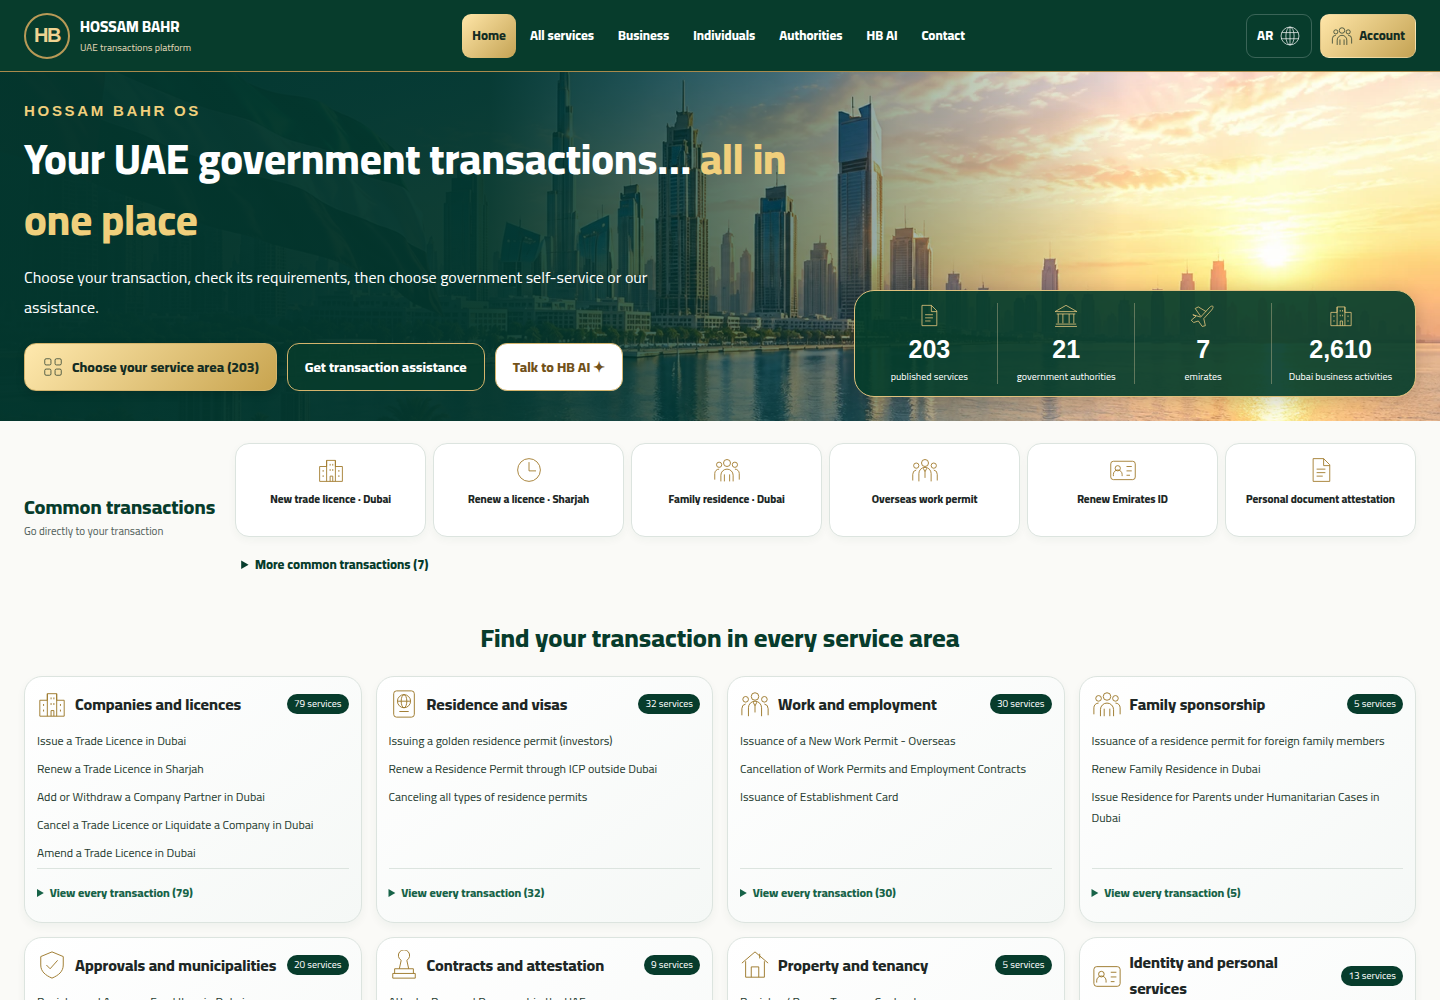 HB
HOSSAM BAHR
UAE transactions platform
Home
All services
Business
Individuals
Authorities
HB AI
Contact
AR
Account
HOSSAM BAHR OS
Your UAE government transactions... all in
one place
Choose your transaction, check its requirements, then choose government self-service or our
assistance.
Choose your service area (203)
Get transaction assistance
Talk to HB AI ✦
203
published services
21
government authorities
7
emirates
2,610
Dubai business activities
Common transactions
Go directly to your transaction
New trade licence · Dubai
Renew a licence · Sharjah
Family residence · Dubai
Overseas work permit
Renew Emirates ID
Personal document attestation
▶ More common transactions (7)
Find your transaction in every service area
Companies and licences
79 services
Issue a Trade Licence in Dubai
Renew a Trade Licence in Sharjah
Add or Withdraw a Company Partner in Dubai
Cancel a Trade Licence or Liquidate a Company in Dubai
Amend a Trade Licence in Dubai
▶ View every transaction (79)
Residence and visas
32 services
Issuing a golden residence permit (investors)
Renew a Residence Permit through ICP outside Dubai
Canceling all types of residence permits
▶ View every transaction (32)
Work and employment
30 services
Issuance of a New Work Permit - Overseas
Cancellation of Work Permits and Employment Contracts
Issuance of Establishment Card
▶ View every transaction (30)
Family sponsorship
5 services
Issuance of a residence permit for foreign family members
Renew Family Residence in Dubai
Issue Residence for Parents under Humanitarian Cases in
Dubai
▶ View every transaction (5)
Approvals and municipalities
20 services
Contracts and attestation
9 services
Property and tenancy
5 services
Identity and personal
services
13 services